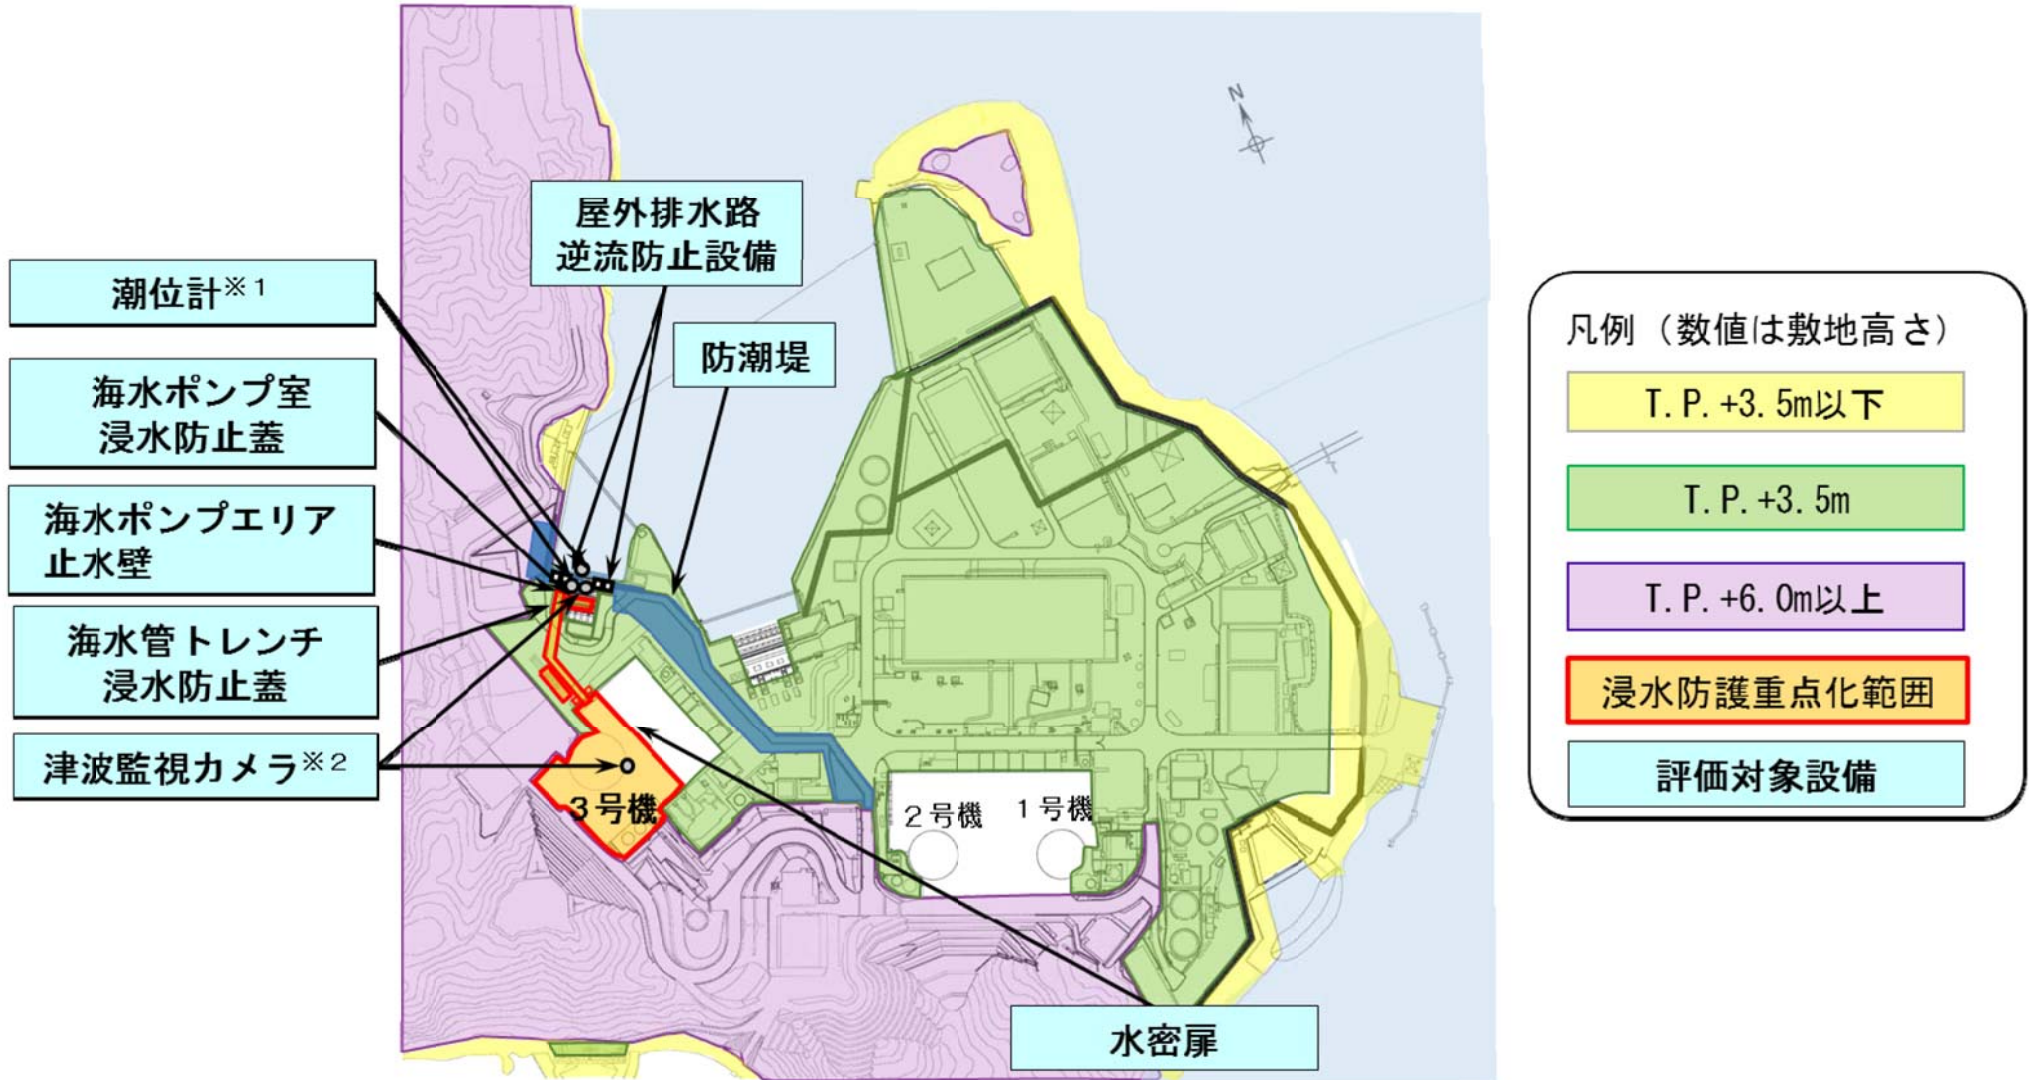 N
屋外排水路
逆流防止設備
潮位計※1
防潮堤
海水ポンプ室
浸水防止蓋
海水ポンプエリア
止水壁
海水管トレンチ
浸水防止蓋
津波監視カメラ※2
3号機
2号機
1号機
水密扉
凡例（数値は敷地高さ）
T.P.+3.5m以下
T.P.+3.5m
T.P.+6.0m以上
浸水防護重点化範囲
評価対象設備